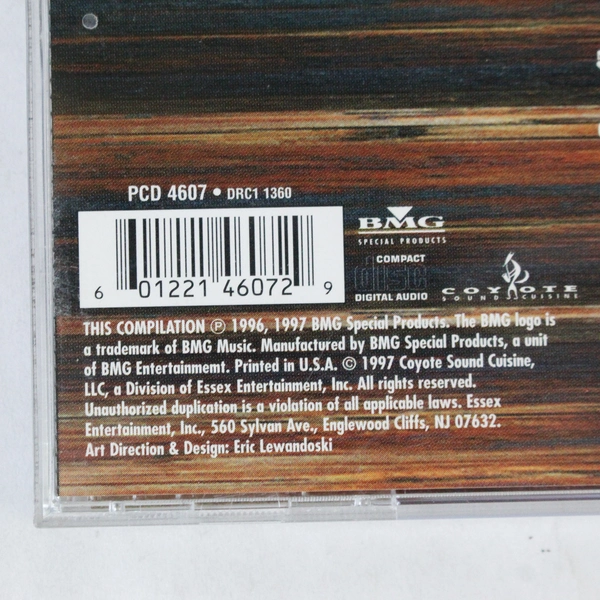 PCD 4607 • DRC1 1360
6 01221 46072 9
BMG
SPECIAL PRODUCTS
COMPACT
disc
DIGITAL AUDIO
COYOTE
SOUND CUISINE
THIS COMPILATION ℗ 1996, 1997 BMG Special Products. The BMG logo is
a trademark of BMG Music. Manufactured by BMG Special Products, a unit
of BMG Entertainment. Printed in U.S.A. © 1997 Coyote Sound Cuisine,
LLC, a Division of Essex Entertainment, Inc. All rights reserved.
Unauthorized duplication is a violation of all applicable laws. Essex
Entertainment, Inc., 560 Sylvan Ave., Englewood Cliffs, NJ 07632.
Art Direction & Design: Eric Lewandoski